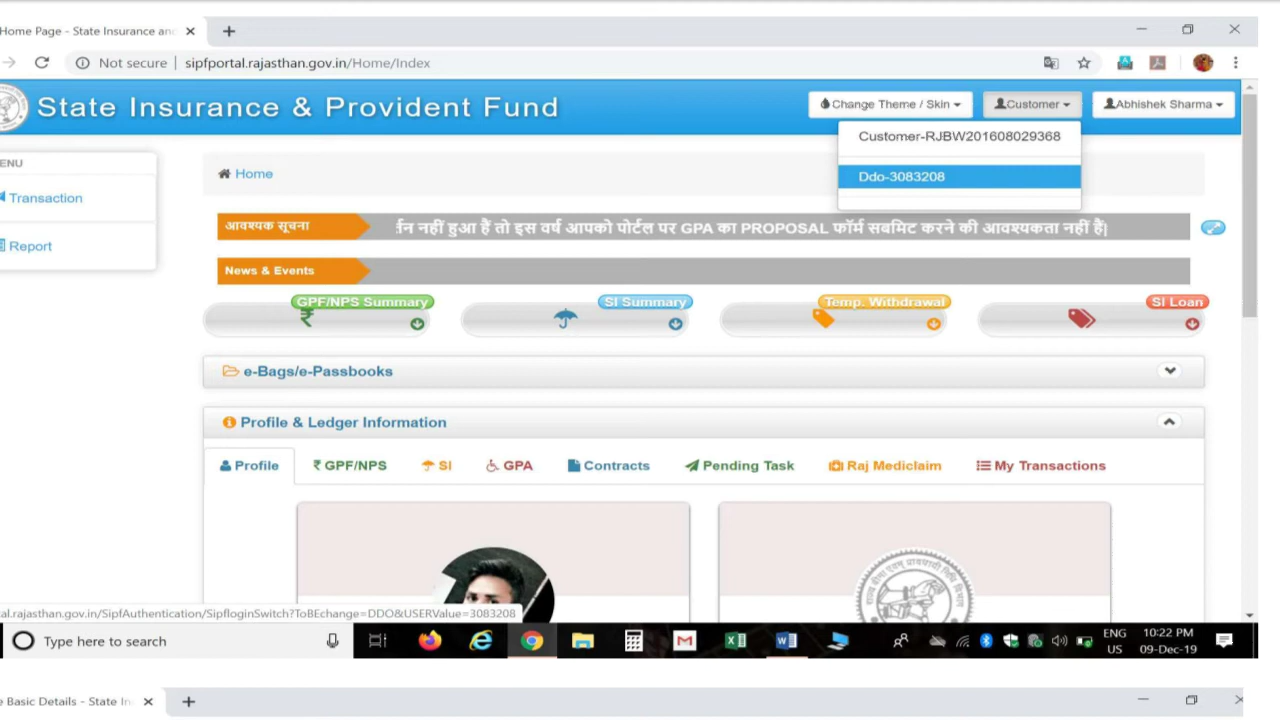 Home Page - State Insurance and
Not secure | sipfportal.rajasthan.gov.in/Home/Index
State Insurance & Provident Fund
Change Theme / Skin
Customer
Abhishek Sharma
Customer-RJBW201608029368
Ddo-3083208
ENU
Transaction
Report
Home
आवश्यक सूचना
नहीं हुआ हैं तो इस वर्ष आपको पोर्टल पर GPA का PROPOSAL फॉर्म सबमिट करने की आवश्यकता नहीं हैं|
News & Events
GPF/NPS Summary
SI Summary
Temp. Withdrawal
SI Loan
e-Bags/e-Passbooks
Profile & Ledger Information
Profile
GPF/NPS
SI
GPA
Contracts
Pending Task
Raj Mediclaim
My Transactions
al.rajasthan.gov.in/SipfAuthentication/SipfloginSwitch?ToBEchange=DDO&USERValue=3083208
Type here to search
ENG
US
10:22 PM
09-Dec-19
e Basic Details - State In